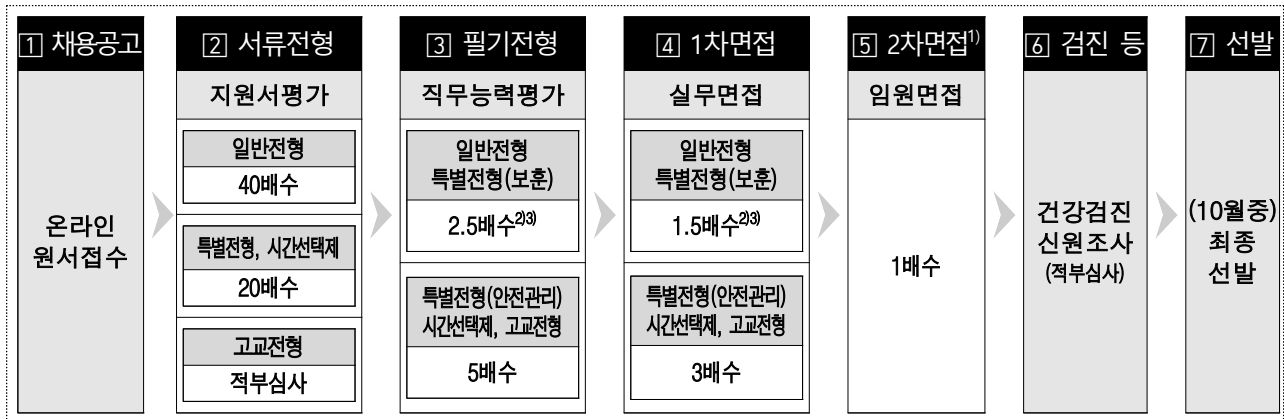 1 채용공고
온라인
원서접수
2 서류전형
지원서평가
일반전형
40배수
특별전형, 시간선택제
20배수
고교전형
적부심사
3 필기전형
직무능력평가
일반전형
특별전형(보훈)
2.5배수2)3)
특별전형(안전관리)
시간선택제, 고교전형
5배수
4 1차면접
실무면접
일반전형
특별전형(보훈)
1.5배수2)3)
특별전형(안전관리)
시간선택제, 고교전형
3배수
5 2차면접1)
임원면접
1배수
6 검진 등
건강검진
신원조사
(적부심사)
7 선발
(10월중)
최종
선발